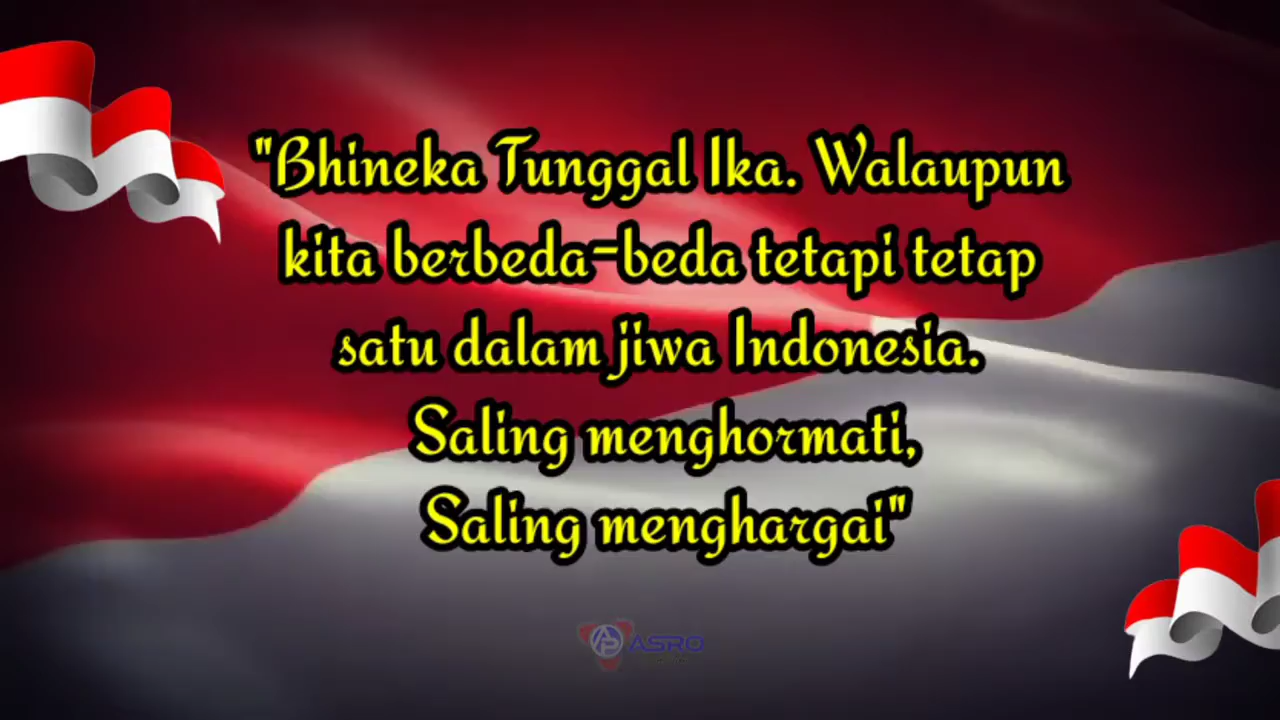 "Bhineka Tunggal Ika. Walaupun
kita berbeda-beda tetapi tetap
satu dalam jiwa Indonesia.
Saling menghormati,
Saling menghargai"
ASRO